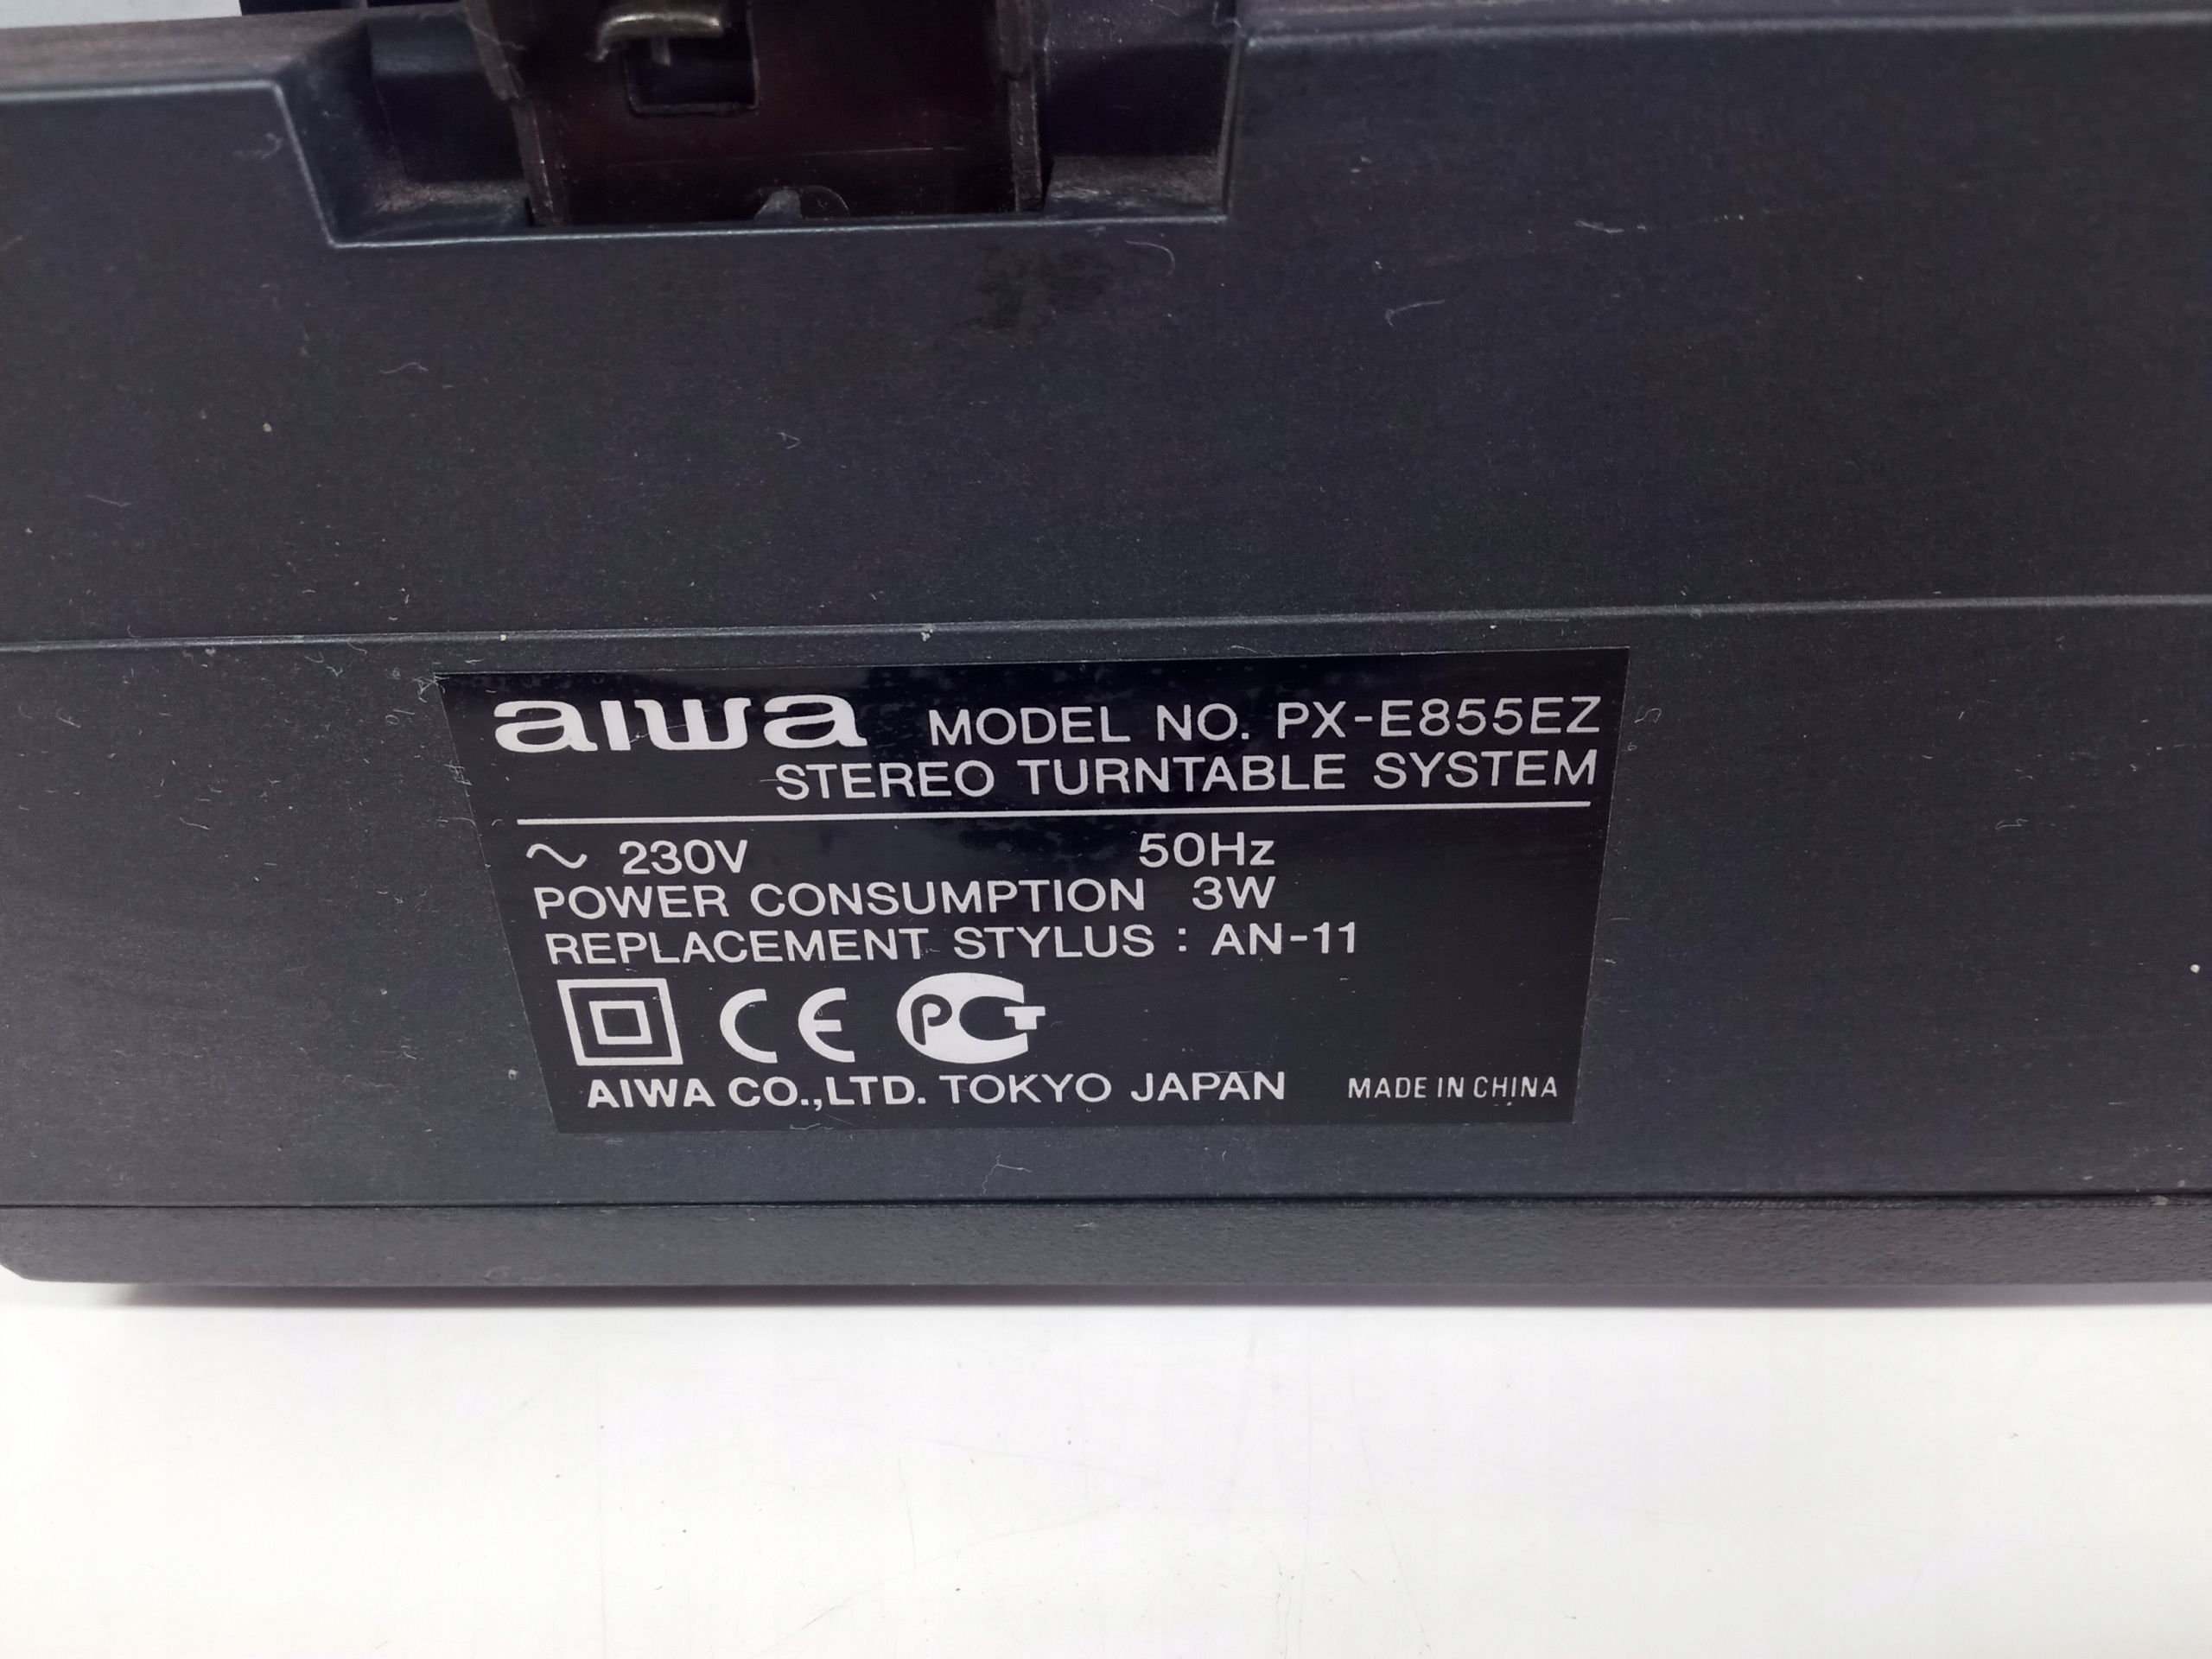 aiwa MODEL NO. PX-E855EZ
STEREO TURNTABLE SYSTEM
~ 230V 50Hz
POWER CONSUMPTION 3W
REPLACEMENT STYLUS : AN-11
CE PCT
AIWA CO.,LTD. TOKYO JAPAN MADE IN CHINA